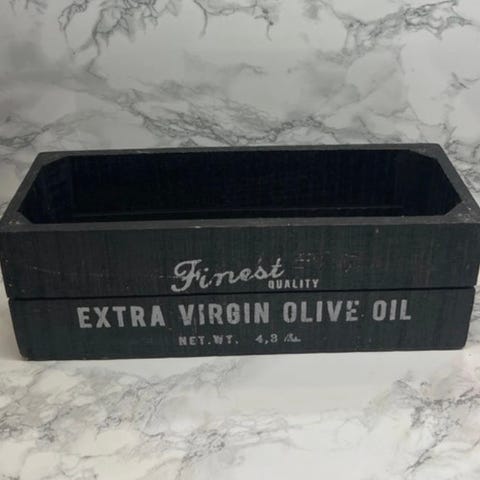 Finest
QUALITY
EXTRA VIRGIN OLIVE OIL
NET.WT. 4,3